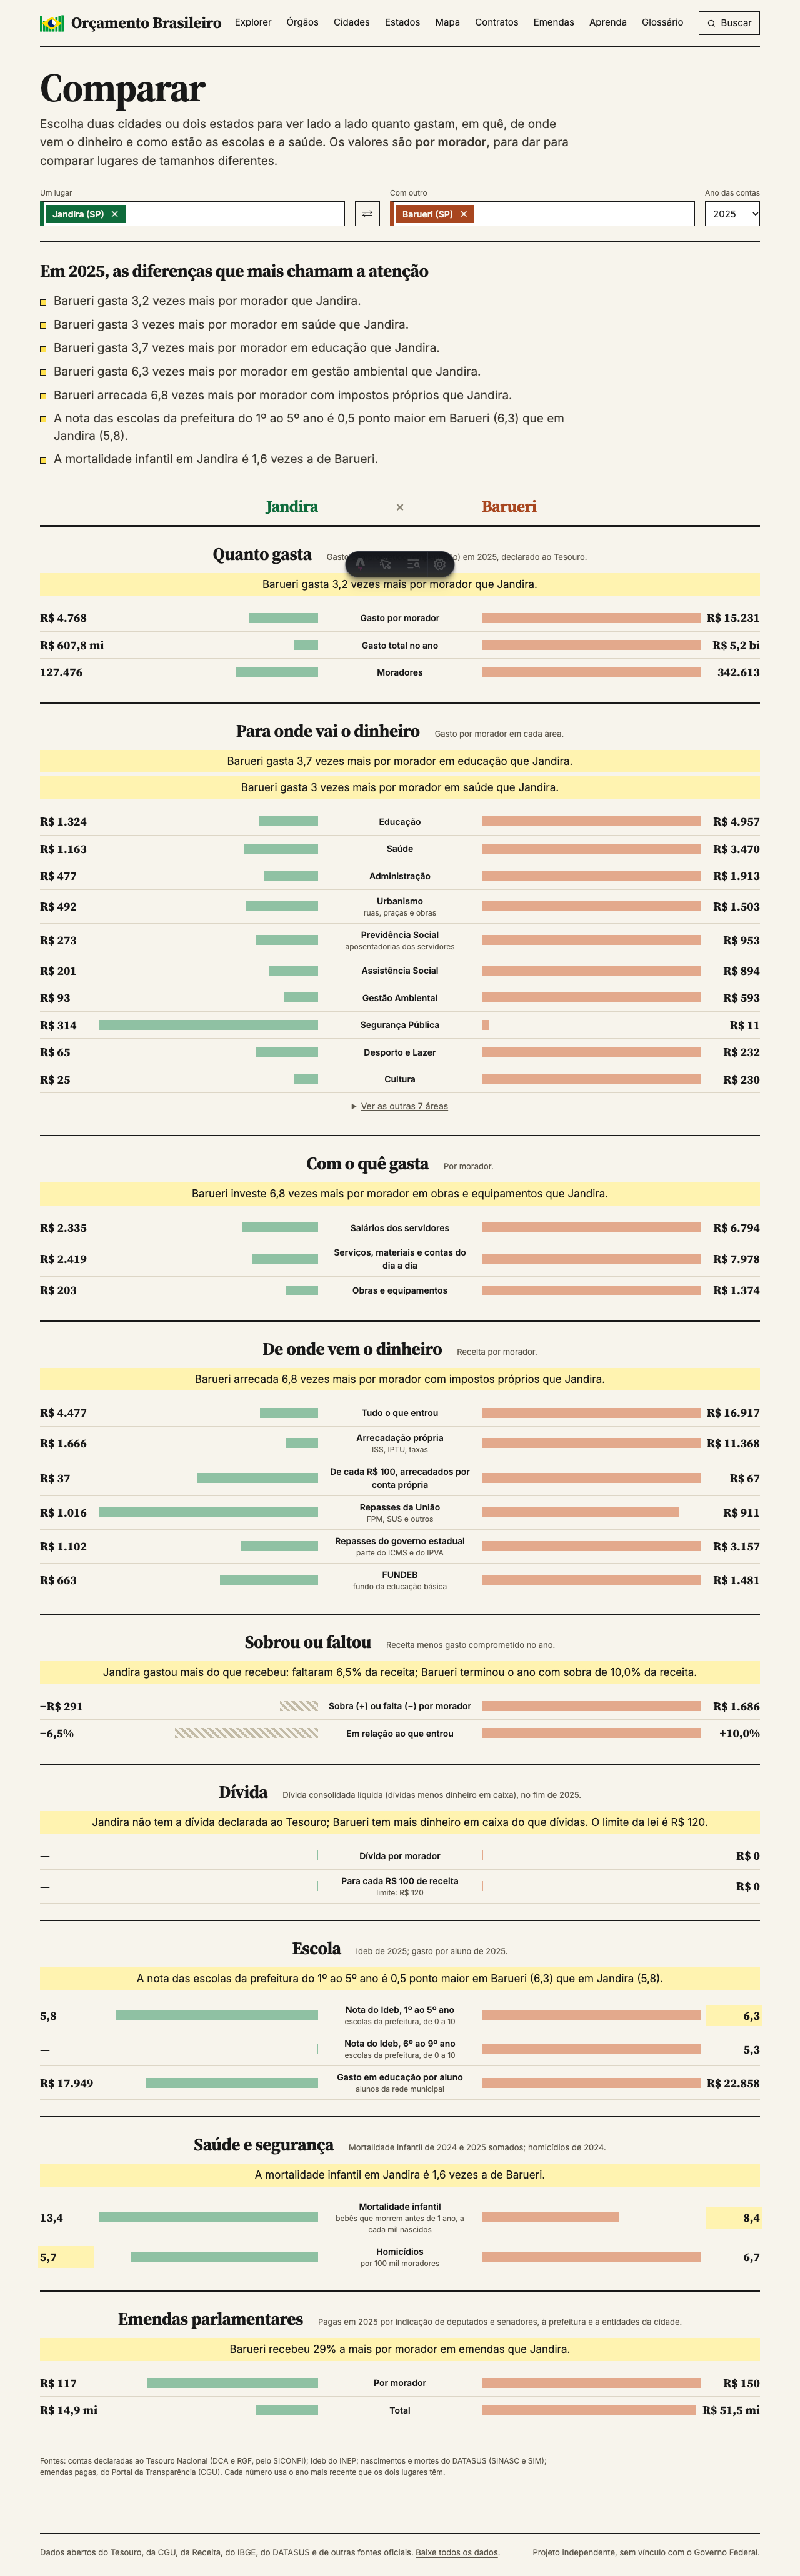 Orçamento Brasileiro
Explorer Órgãos Cidades Estados Mapa Contratos Emendas Aprenda Glossário Buscar
Comparar
Escolha duas cidades ou dois estados para ver lado a lado quanto gastam, em quê, de onde
vem o dinheiro e como estão as escolas e a saúde. Os valores são por morador, para dar para
comparar lugares de tamanhos diferentes.
Um lugar Com outro Ano das contas
Jandira (SP) ✕ ⇄ Barueri (SP) ✕ 2025
Em 2025, as diferenças que mais chamam a atenção
Barueri gasta 3,2 vezes mais por morador que Jandira.
Barueri gasta 3 vezes mais por morador em saúde que Jandira.
Barueri gasta 3,7 vezes mais por morador em educação que Jandira.
Barueri gasta 6,3 vezes mais por morador em gestão ambiental que Jandira.
Barueri arrecada 6,8 vezes mais por morador com impostos próprios que Jandira.
A nota das escolas da prefeitura do 1º ao 5º ano é 0,5 ponto maior em Barueri (6,3) que em
Jandira (5,8).
A mortalidade infantil em Jandira é 1,6 vezes a de Barueri.
Jandira × Barueri
Quanto gasta em 2025, declarado ao Tesouro.
Barueri gasta 3,2 vezes mais por morador que Jandira.
R$ 4.768 Gasto por morador R$ 15.231
R$ 607,8 mi Gasto total no ano R$ 5,2 bi
127.476 Moradores 342.613
Para onde vai o dinheiro Gasto por morador em cada área.
Barueri gasta 3,7 vezes mais por morador em educação que Jandira.
Barueri gasta 3 vezes mais por morador em saúde que Jandira.
R$ 1.324 Educação R$ 4.957
R$ 1.163 Saúde R$ 3.470
R$ 477 Administração R$ 1.913
R$ 492 Urbanismo R$ 1.503
ruas, praças e obras
R$ 273 Previdência Social R$ 953
aposentadorias dos servidores
R$ 201 Assistência Social R$ 894
R$ 93 Gestão Ambiental R$ 593
R$ 314 Segurança Pública R$ 11
R$ 65 Desporto e Lazer R$ 232
R$ 25 Cultura R$ 230
▶ Ver as outras 7 áreas
Com o quê gasta Por morador.
Barueri investe 6,8 vezes mais por morador em obras e equipamentos que Jandira.
R$ 2.335 Salários dos servidores R$ 6.794
R$ 2.419 Serviços, materiais e contas do R$ 7.978
dia a dia
R$ 203 Obras e equipamentos R$ 1.374
De onde vem o dinheiro Receita por morador.
Barueri arrecada 6,8 vezes mais por morador com impostos próprios que Jandira.
R$ 4.477 Tudo o que entrou R$ 16.917
R$ 1.666 Arrecadação própria R$ 11.368
ISS, IPTU, taxas
R$ 37 De cada R$ 100, arrecadados por R$ 67
conta própria
R$ 1.016 Repasses da União R$ 911
FPM, SUS e outros
R$ 1.102 Repasses do governo estadual R$ 3.157
parte do ICMS e do IPVA
R$ 663 FUNDEB R$ 1.481
fundo da educação básica
Sobrou ou faltou Receita menos gasto comprometido no ano.
Jandira gastou mais do que recebeu: faltaram 6,5% da receita; Barueri terminou o ano com sobra de 10,0% da receita.
−R$ 291 Sobra (+) ou falta (−) por morador R$ 1.686
−6,5% Em relação ao que entrou +10,0%
Dívida Dívida consolidada líquida (dívidas menos dinheiro em caixa), no fim de 2025.
Jandira não tem a dívida declarada ao Tesouro; Barueri tem mais dinheiro em caixa do que dívidas. O limite da lei é R$ 120.
— Dívida por morador R$ 0
— Para cada R$ 100 de receita R$ 0
limite: R$ 120
Escola Ideb de 2025; gasto por aluno de 2025.
A nota das escolas da prefeitura do 1º ao 5º ano é 0,5 ponto maior em Barueri (6,3) que em Jandira (5,8).
5,8 Nota do Ideb, 1º ao 5º ano 6,3
escolas da prefeitura, de 0 a 10
— Nota do Ideb, 6º ao 9º ano 5,3
escolas da prefeitura, de 0 a 10
R$ 17.949 Gasto em educação por aluno R$ 22.858
alunos da rede municipal
Saúde e segurança Mortalidade infantil de 2024 e 2025 somados; homicídios de 2024.
A mortalidade infantil em Jandira é 1,6 vezes a de Barueri.
13,4 Mortalidade infantil 8,4
bebês que morrem antes de 1 ano, a
cada mil nascidos
5,7 Homicídios 6,7
por 100 mil moradores
Emendas parlamentares Pagas em 2025 por indicação de deputados e senadores, à prefeitura e a entidades da cidade.
Barueri recebeu 29% a mais por morador em emendas que Jandira.
R$ 117 Por morador R$ 150
R$ 14,9 mi Total R$ 51,5 mi
Fontes: contas declaradas ao Tesouro Nacional (DCA e RGF, pelo SICONFI); Ideb do INEP; nascimentos e mortes do DATASUS (SINASC e SIM);
emendas pagas, do Portal da Transparência (CGU). Cada número usa o ano mais recente que os dois lugares têm.
Dados abertos do Tesouro, da CGU, da Receita, do IBGE, do DATASUS e de outras fontes oficiais. Baixe todos os dados. Projeto independente, sem vínculo com o Governo Federal.